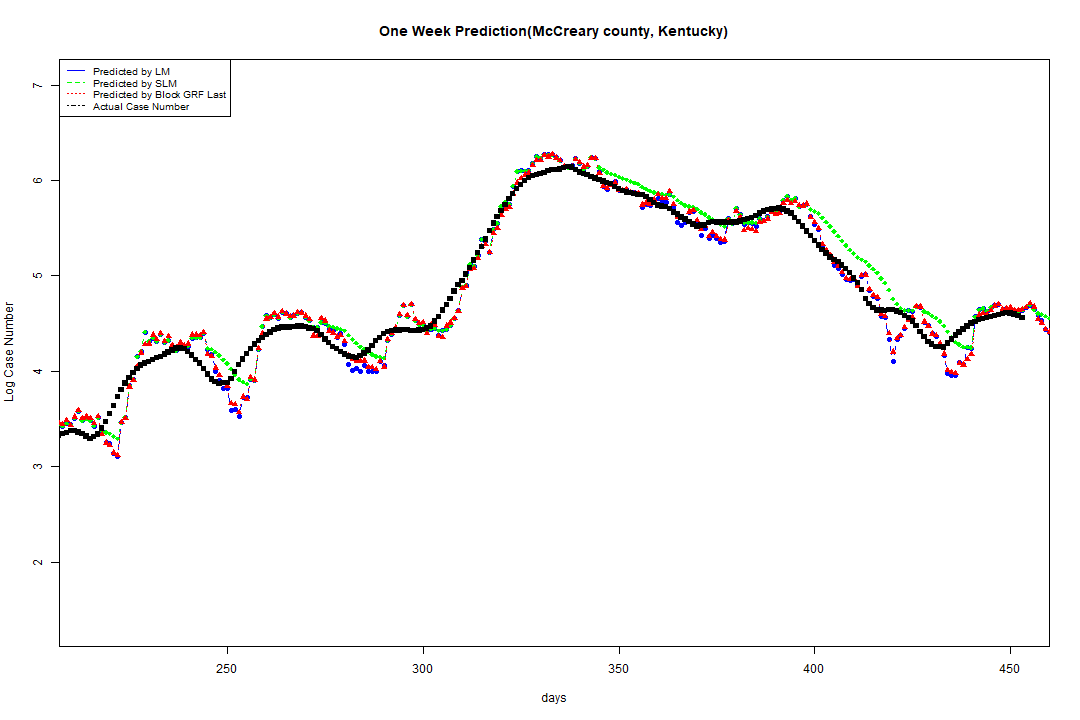 One Week Prediction(McCreary county, Kentucky)
Predicted by LM
Predicted by SLM
Predicted by Block GRF Last
Actual Case Number
7
6
5
4
3
2
Log Case Number
250 300 350 400 450
days